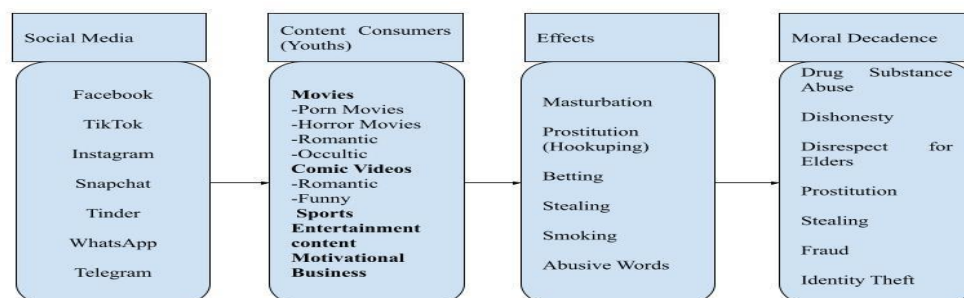 Social Media
Facebook
TikTok
Instagram
Snapchat
Tinder
WhatsApp
Telegram
Content Consumers
(Youths)
Movies
-Porn Movies
-Horror Movies
-Romantic
-Occultic
Comic Videos
-Romantic
-Funny
Sports
Entertainment
content
Motivational
Business
Effects
Masturbation
Prostitution
(Hookuping)
Betting
Stealing
Smoking
Abusive Words
Moral Decadence
Drug Substance
Abuse
Dishonesty
Disrespect for
Elders
Prostitution
Stealing
Fraud
Identity Theft